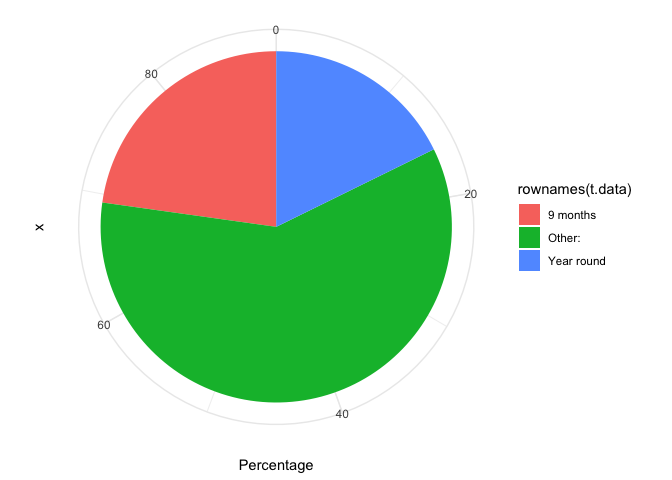 0
80
20
60
40
x
Percentage
rownames(t.data)
9 months
Other:
Year round